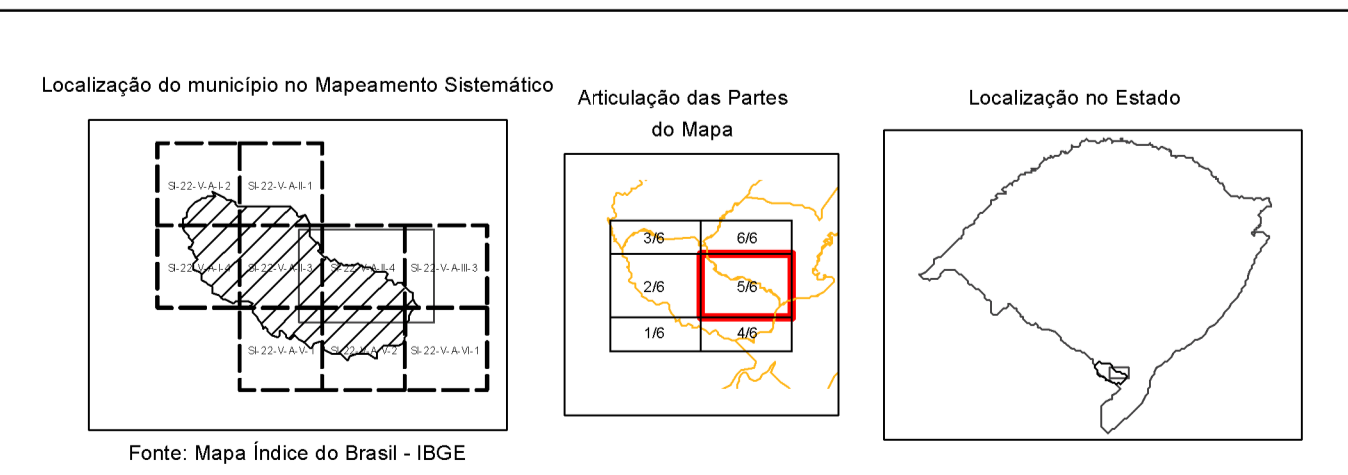 Localização do município no Mapeamento Sistemático
SI-22-V-A-I-2
SI-22-V-A-II-1
SI-22-V-A-I-4
SI-22-V-A-II-3
SI-22-V-A-II-4
SI-22-V-A-III-3
SI-22-V-A-V-1
SI-22-V-A-V-2
SI-22-V-A-VI-1
Fonte: Mapa Índice do Brasil - IBGE
Articulação das Partes
do Mapa
3/6
6/6
2/6
5/6
1/6
4/6
Localização no Estado